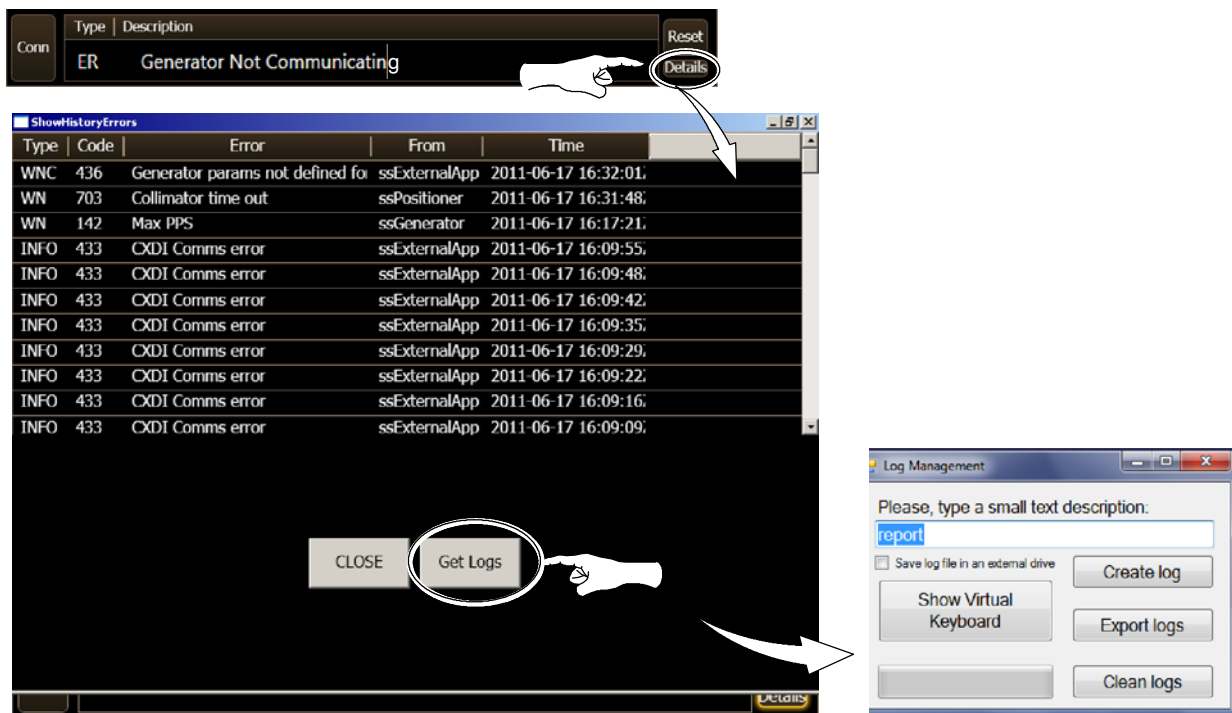 Conn
Type | Description
ER Generator Not Communicating
Reset
Details
ShowHistoryErrors
Type | Code | Error | From | Time
WNC 436 Generator params not defined fo ssExternalApp 2011-06-17 16:32:01
WN 703 Collimator time out ssPositioner 2011-06-17 16:31:48
WN 142 Max PPS ssGenerator 2011-06-17 16:17:21
INFO 433 CXDI Comms error ssExternalApp 2011-06-17 16:09:55
INFO 433 CXDI Comms error ssExternalApp 2011-06-17 16:09:48
INFO 433 CXDI Comms error ssExternalApp 2011-06-17 16:09:42
INFO 433 CXDI Comms error ssExternalApp 2011-06-17 16:09:35
INFO 433 CXDI Comms error ssExternalApp 2011-06-17 16:09:29
INFO 433 CXDI Comms error ssExternalApp 2011-06-17 16:09:22
INFO 433 CXDI Comms error ssExternalApp 2011-06-17 16:09:16
INFO 433 CXDI Comms error ssExternalApp 2011-06-17 16:09:09
CLOSE
Get Logs
Details
Log Management
Please, type a small text description:
report
Save log file in an external drive
Create log
Show Virtual
Keyboard
Export logs
Clean logs